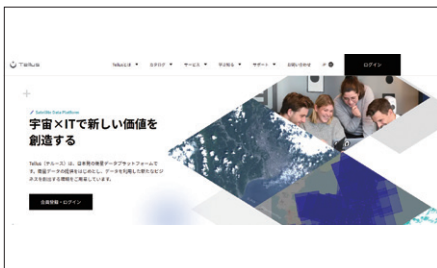 Tellus
Tellusとは ▼ カタログ ▼ サービス ▼ 学び知る ▼ サポート ▼ お問い合わせ ログイン
Satellite Data Platform
宇宙×ITで新しい価値を
創造する
Tellus（テルース）は、日本発の衛星データプラットフォームで
す。衛星データの提供をはじめとし、データを利用した新たなビジ
ネスを創出する環境をご用意しています。
会員登録・ログイン